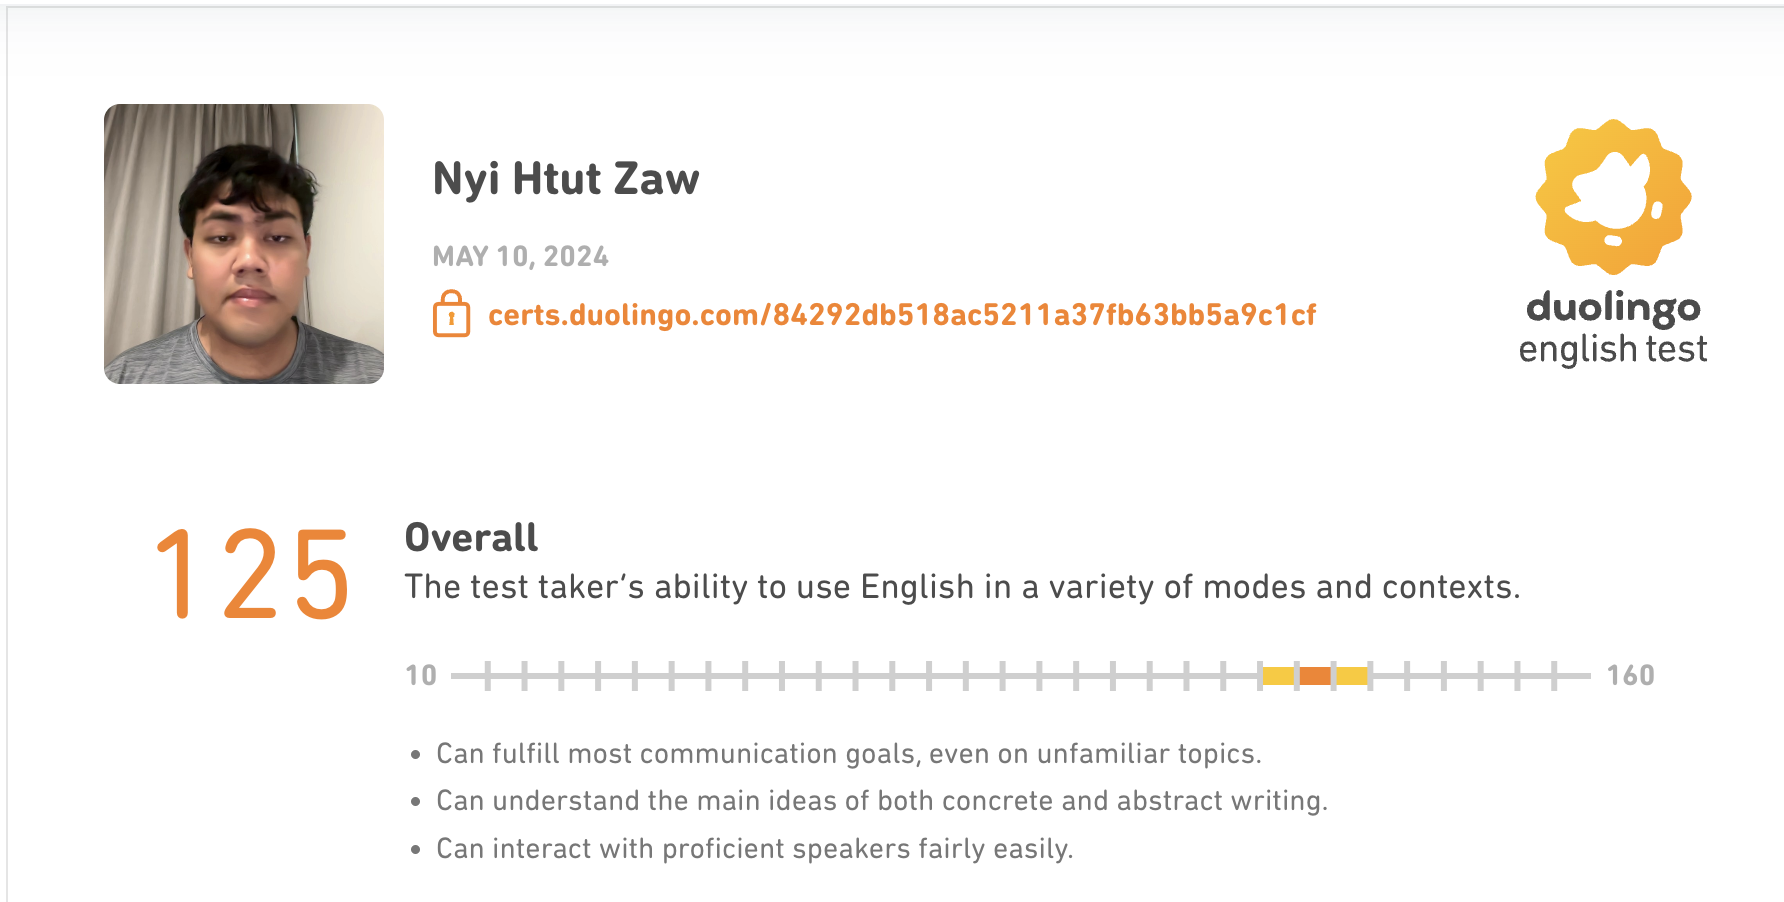 Nyi Htut Zaw
MAY 10, 2024
certs.duolingo.com/84292db518ac5211a37fb63bb5a9c1cf
duolingo
english test
125
Overall
The test taker’s ability to use English in a variety of modes and contexts.
10 160
• Can fulfill most communication goals, even on unfamiliar topics.
• Can understand the main ideas of both concrete and abstract writing.
• Can interact with proficient speakers fairly easily.